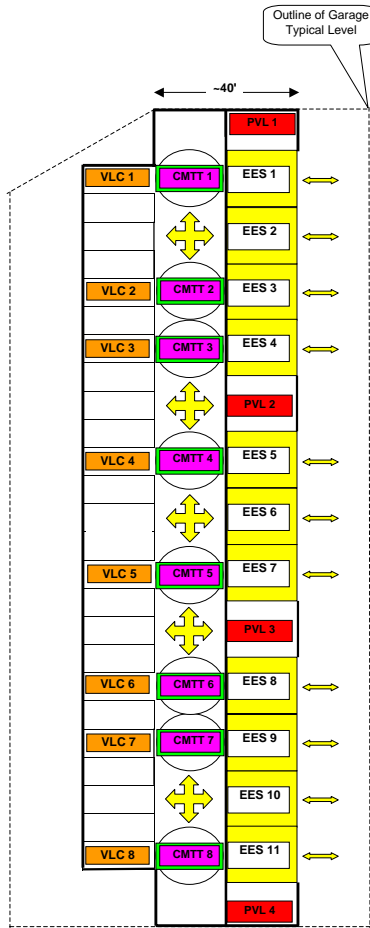 Outline of Garage
Typical Level
~40'
PVL 1
VLC 1 CMTT 1 EES 1
EES 2
VLC 2 CMTT 2 EES 3
VLC 3 CMTT 3 EES 4
PVL 2
VLC 4 CMTT 4 EES 5
EES 6
VLC 5 CMTT 5 EES 7
PVL 3
VLC 6 CMTT 6 EES 8
VLC 7 CMTT 7 EES 9
EES 10
VLC 8 CMTT 8 EES 11
PVL 4